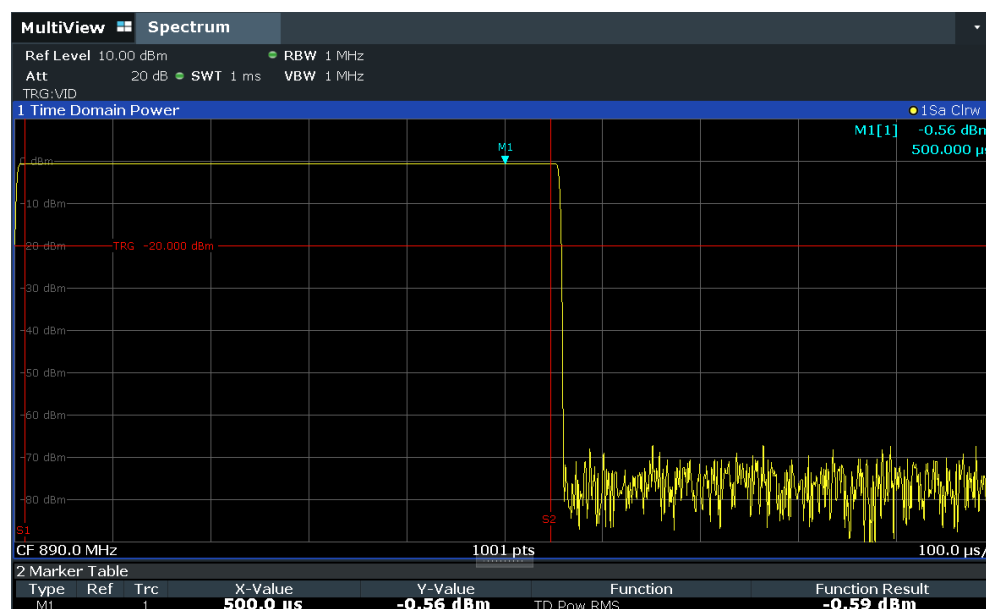 MultiView Spectrum
Ref Level 10.00 dBm RBW 1 MHz
Att 20 dB SWT 1 ms VBW 1 MHz
TRG:VID
1 Time Domain Power 1Sa Clrw
M1[1] -0.56 dBm
500.000 µs
M1
0 dBm
-10 dBm
-20 dBm TRG -20.000 dBm
-30 dBm
-40 dBm
-50 dBm
-60 dBm
-70 dBm
-80 dBm
S1 S2
CF 890.0 MHz 1001 pts 100.0 µs/
2 Marker Table
Type Ref Trc X-Value Y-Value Function Function Result
M1 1 500.0 µs -0.56 dBm TD Pow RMS -0.59 dBm